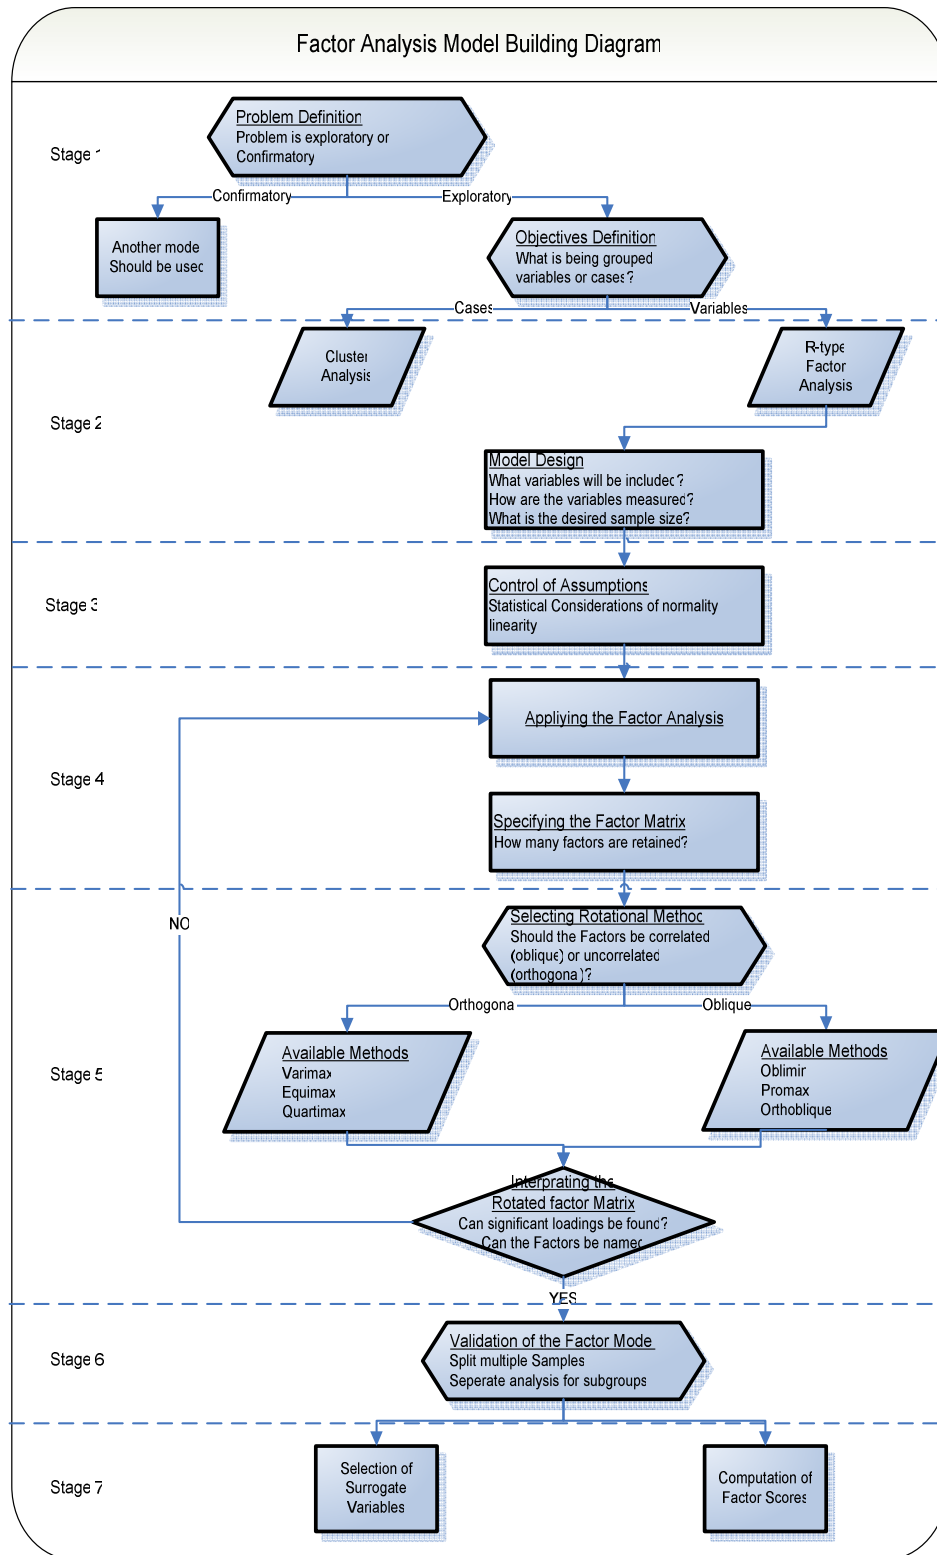 Factor Analysis Model Building Diagram
Stage 1
Problem Definition
Problem is exploratory or
Confirmatory
Confirmatory
Exploratory
Another mode
Should be used
Objectives Definition
What is being grouped
variables or cases?
Cases
Variables
Stage 2
Cluster
Analysis
R-type
Factor
Analysis
Model Design
What variables will be included?
How are the variables measured?
What is the desired sample size?
Stage 3
Control of Assumptions
Statistical Considerations of normality
linearity
Stage 4
Appliying the Factor Analysis
Specifying the Factor Matrix
How many factors are retained?
NO
Stage 5
Selecting Rotational Method
Should the Factors be correlated
(oblique) or uncorrelated
(orthogona)?
Orthogona
Oblique
Available Methods
Varimax
Equimax
Quartimax
Available Methods
Oblimin
Promax
Orthoblique
Interprating the
Rotated factor Matrix
Can significant loadings be found?
Can the Factors be named
YES
Stage 6
Validation of the Factor Mode
Split multiple Samples
Seperate analysis for subgroups
Stage 7
Selection of
Surrogate
Variables
Computation of
Factor Scores